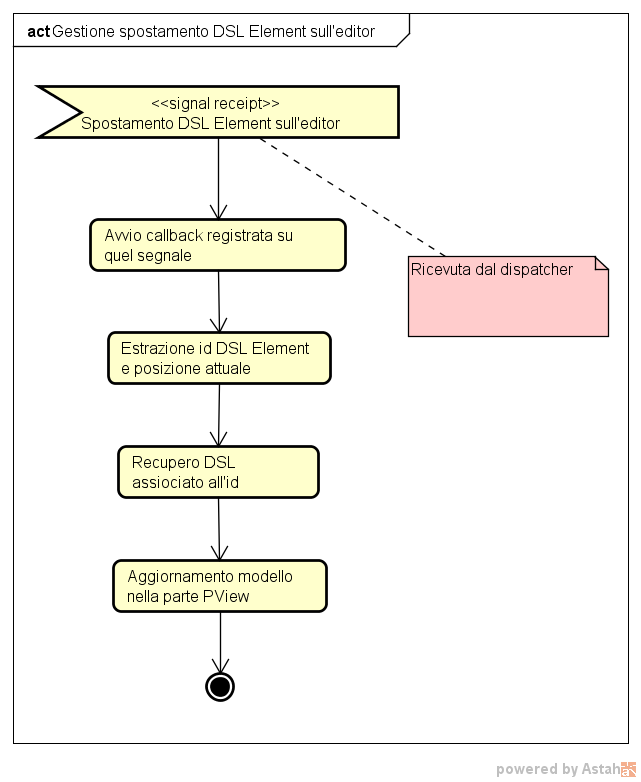 act Gestione spostamento DSL Element sull'editor
<<signal receipt>>
Spostamento DSL Element sull'editor
Avvio callback registrata su
quel segnale
Ricevuta dal dispatcher
Estrazione id DSL Element
e posizione attuale
Recupero DSL
assiociato all'id
Aggiornamento modello
nella parte PView
powered by Astah